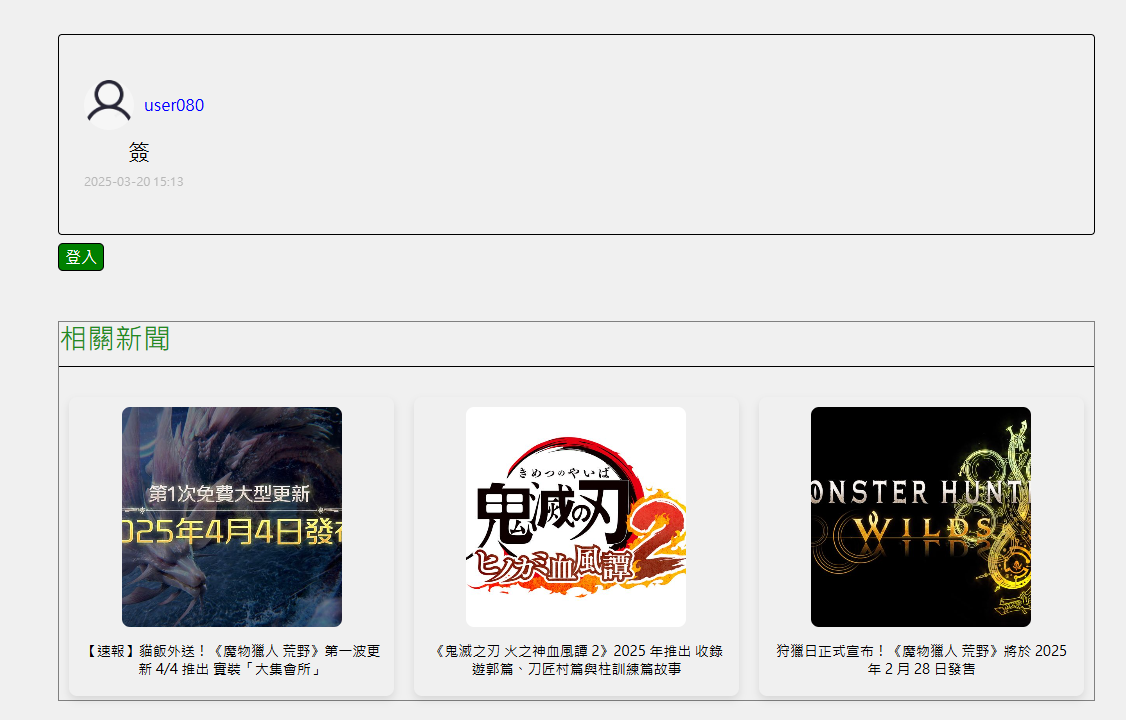 user080
簽
2025-03-20 15:13
登入
相關新聞
第1次免費大型更新
025年4月4日發布
きめつのやいば
鬼滅の刃
ヒノカミ血風譚2
ONSTER HUNT
WILDS
【速報】貓飯外送！《魔物獵人 荒野》第一波更
新 4/4 推出 實裝「大集會所」
《鬼滅之刃 火之神血風譚 2》2025 年推出 收錄
遊郭篇、刀匠村篇與柱訓練篇故事
狩獵日正式宣布！《魔物獵人 荒野》將於 2025
年 2 月 28 日發售